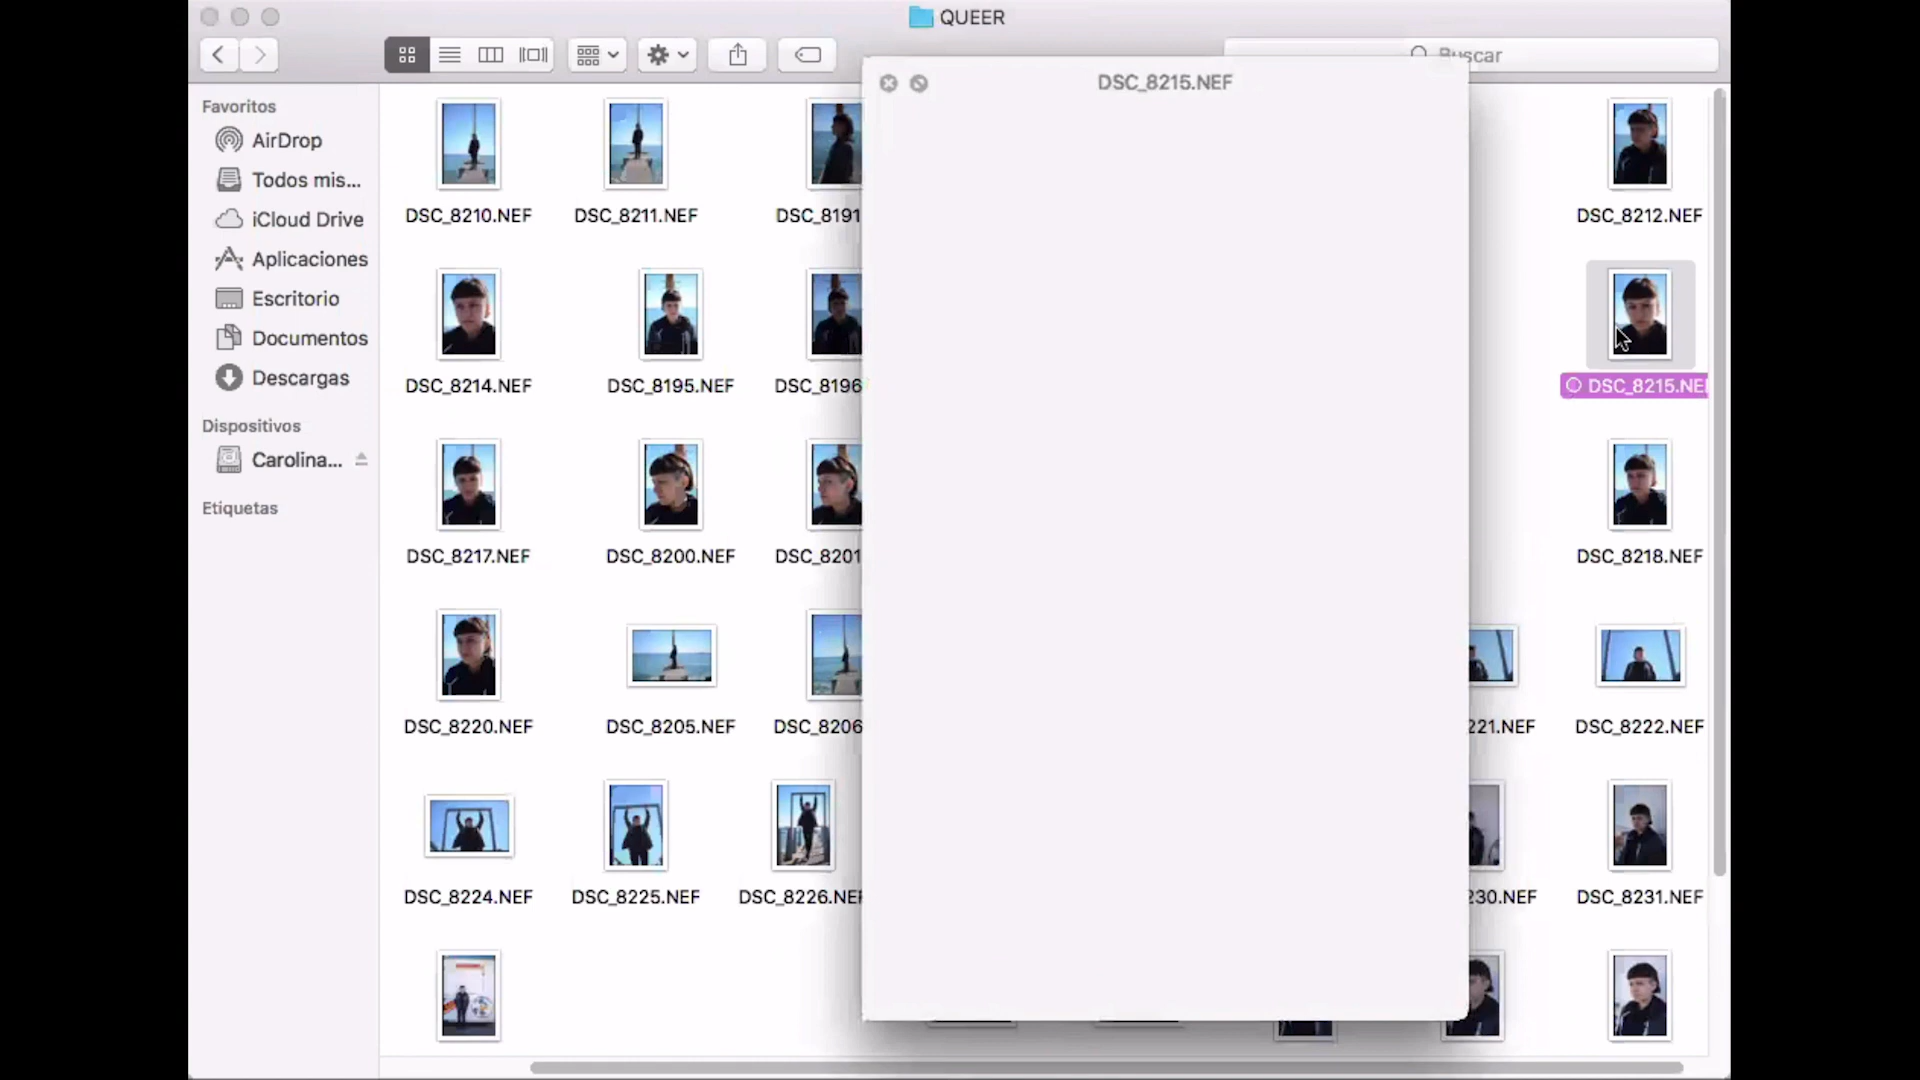 QUEER
Buscar
DSC_8215.NEF
Favoritos
AirDrop
Todos mis...
iCloud Drive
Aplicaciones
Escritorio
Documentos
Descargas
Dispositivos
Carolina...
Etiquetas
DSC_8210.NEF
DSC_8211.NEF
DSC_8191
DSC_8212.NEF
DSC_8214.NEF
DSC_8195.NEF
DSC_8196
DSC_8215.NE
DSC_8217.NEF
DSC_8200.NEF
DSC_8201
DSC_8218.NEF
DSC_8220.NEF
DSC_8205.NEF
DSC_8206
221.NEF
DSC_8222.NEF
DSC_8224.NEF
DSC_8225.NEF
DSC_8226.NEF
230.NEF
DSC_8231.NEF